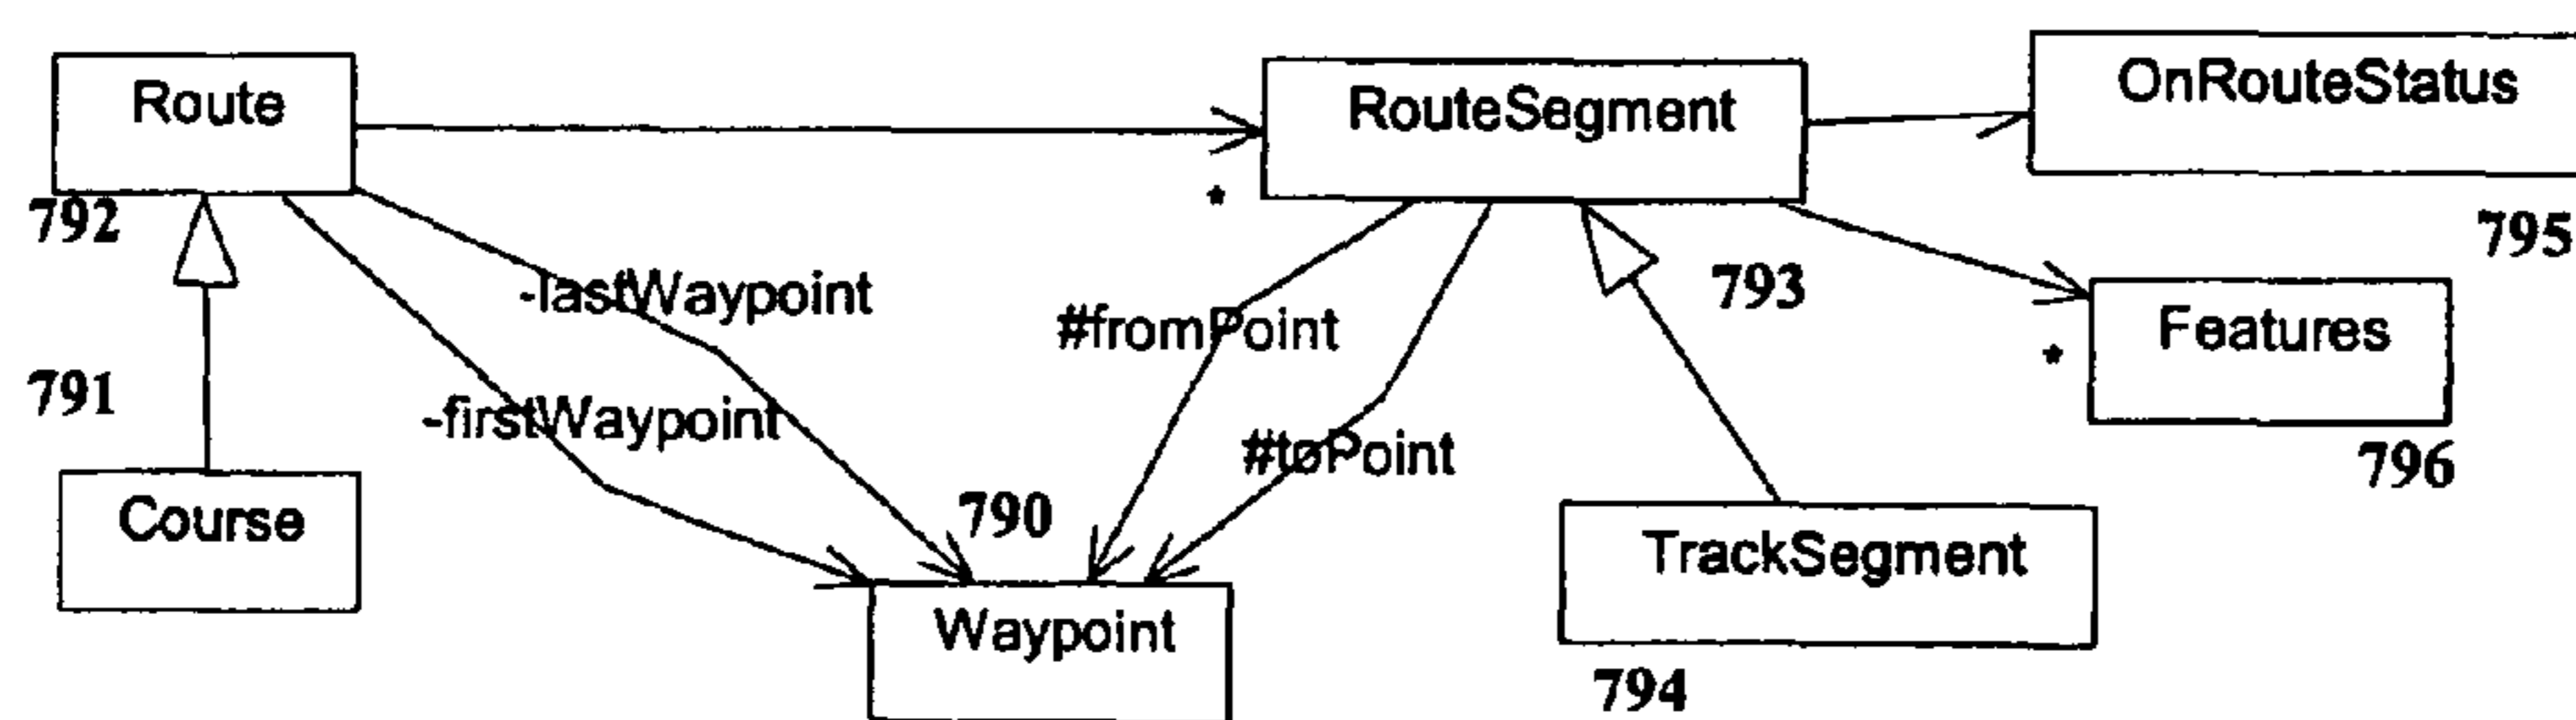 Route
RouteSegment
OnRouteStatus
*
792
795
-lastWaypoint
793
#fromPoint
Features
*
791
-firstWaypoint
#toPoint
796
790
Course
TrackSegment
Waypoint
794